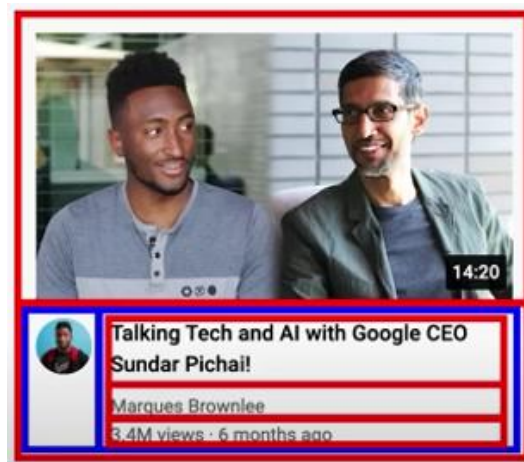 14:20
Talking Tech and AI with Google CEO
Sundar Pichai!
Marques Brownlee
3.4M views · 6 months ago